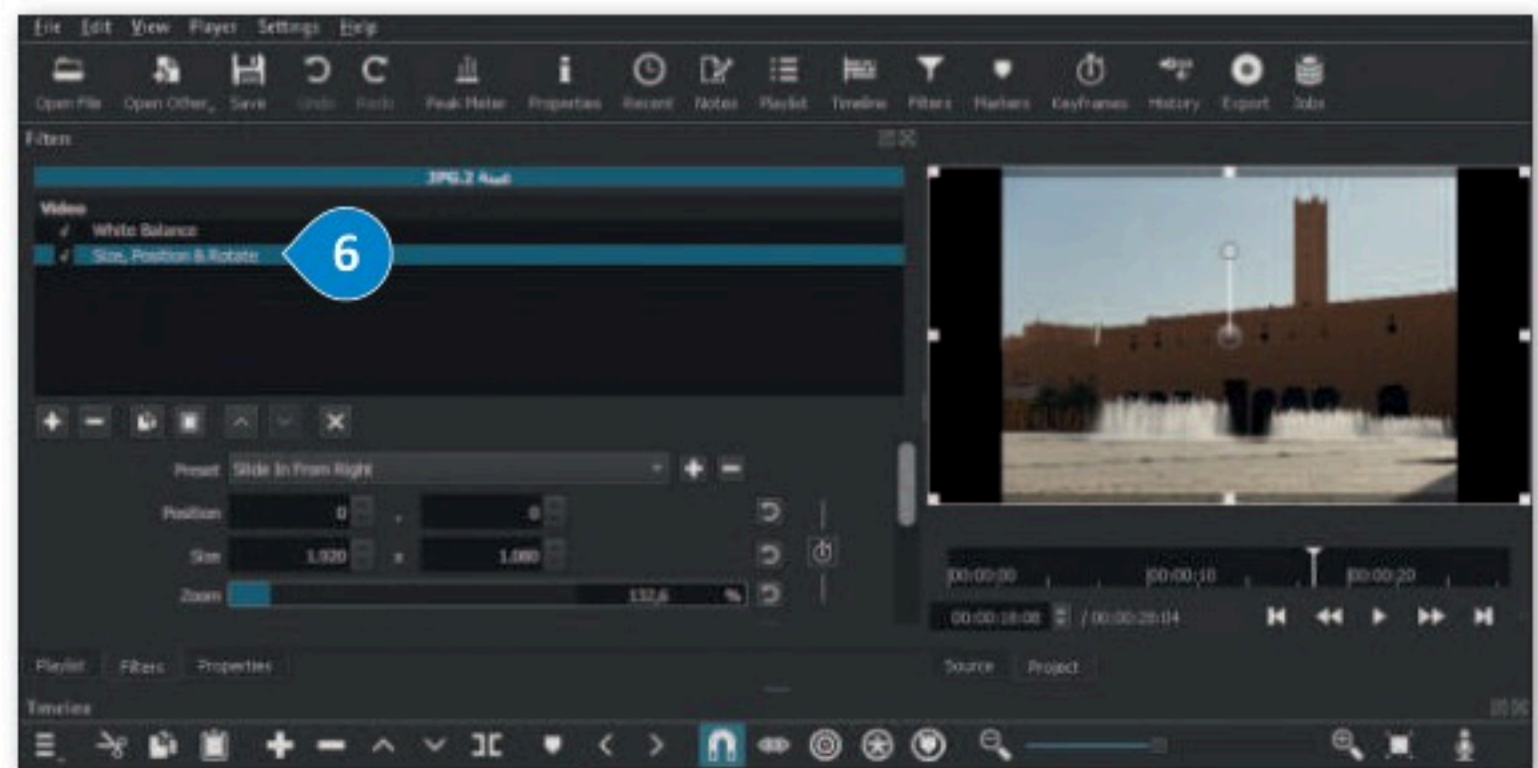 File Edit View Player Settings Help
Open File Open Other Save Undo Redo Peak Meter Properties Recent Notes Playlist Timeline Filters Markers Keyframes History Export Jobs
Filters
Video
White Balance
Size, Position & Rotate
6
Preset Slide In From Right
Position 0 , 0
Size 1.920 x 1.080
Zoom 132,6 %
00:00:00 00:00:10 00:00:20
00:00:18:08 / 00:00:28:04
Playlist Filters Properties
Source Project
Timeline